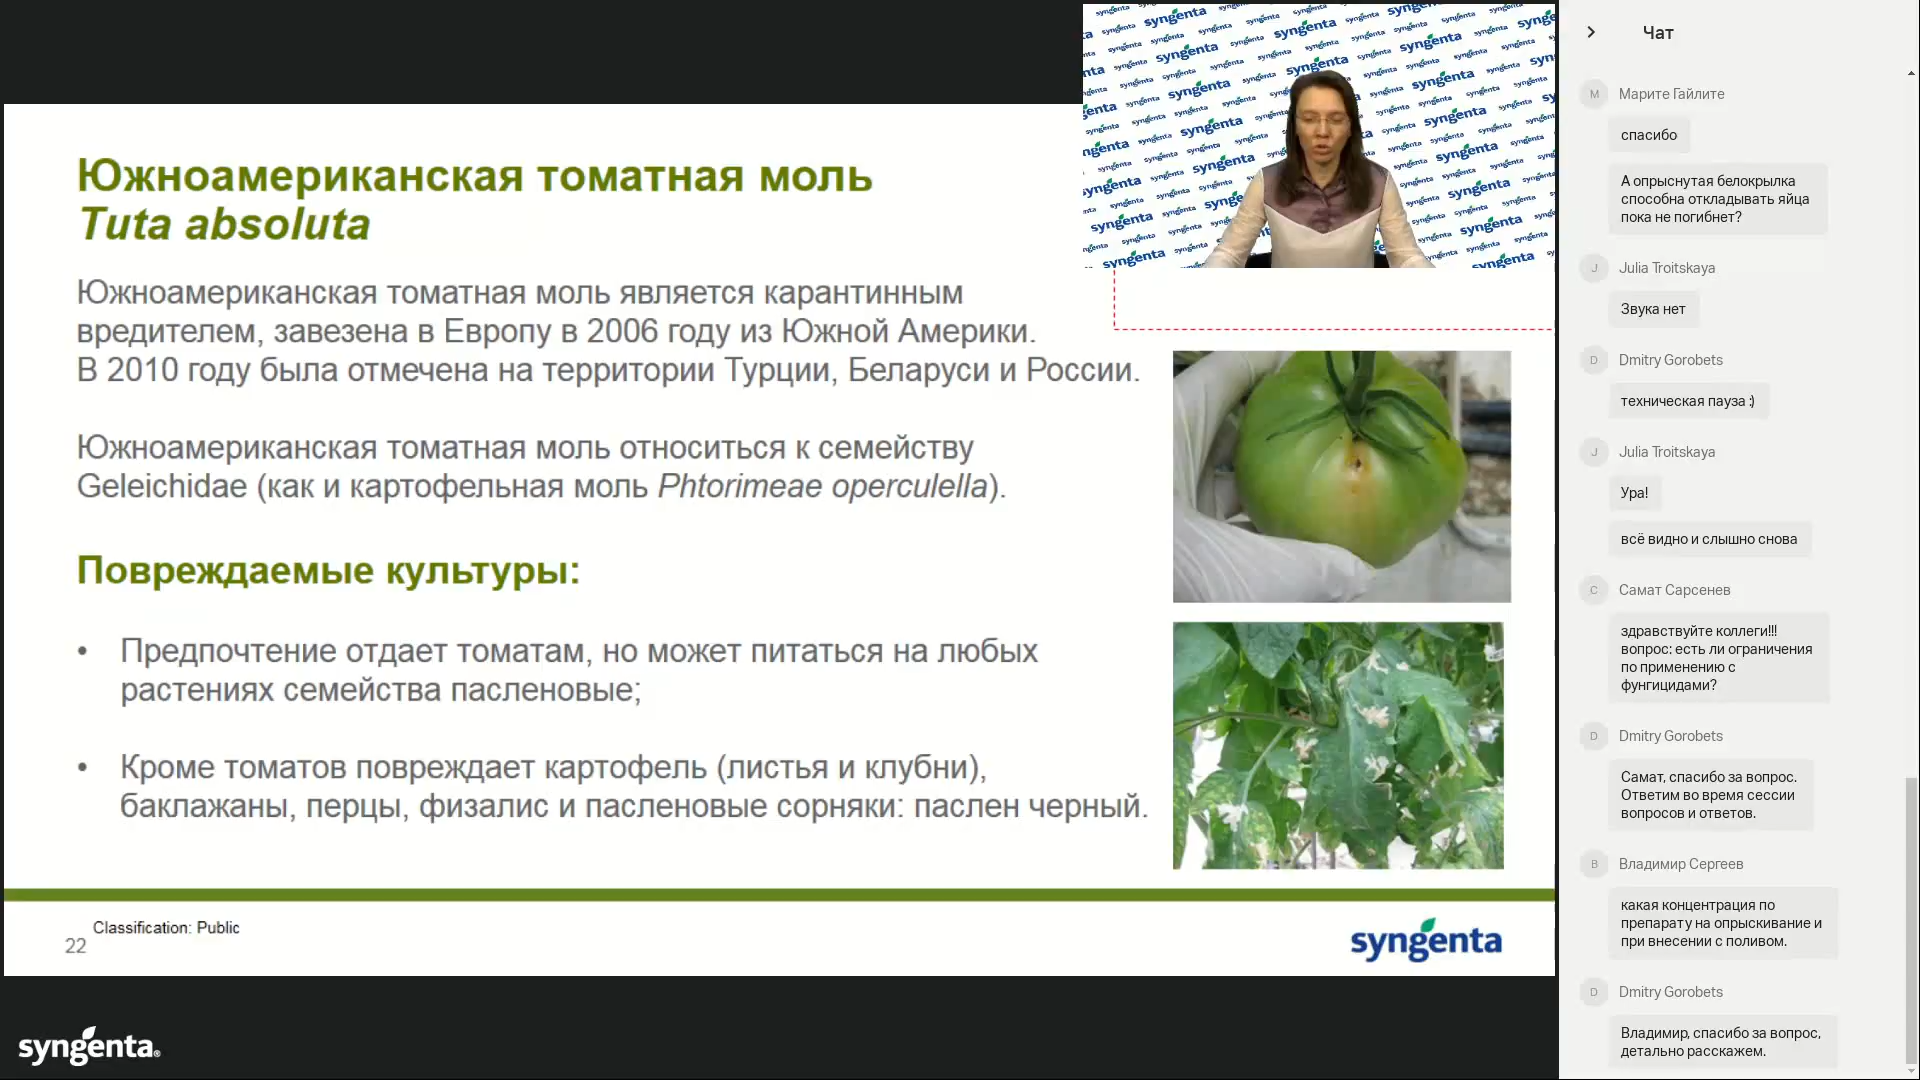 Южноамериканская томатная моль
Tuta absoluta
Южноамериканская томатная моль является карантинным
вредителем, завезена в Европу в 2006 году из Южной Америки.
В 2010 году была отмечена на территории Турции, Беларуси и России.
Южноамериканская томатная моль относиться к семейству
Geleichidae (как и картофельная моль Phtorimeae operculella).
Повреждаемые культуры:
• Предпочтение отдает томатам, но может питаться на любых
растениях семейства пасленовые;
• Кроме томатов повреждает картофель (листья и клубни),
баклажаны, перцы, физалис и пасленовые сорняки: паслен черный.
22
Classification: Public
syngenta
syngenta
syngenta
Чат
М
Марите Гайлите
спасибо
А опрыснутая белокрылка
способна откладывать яйца
пока не погибнет?
J
Julia Troitskaya
Звука нет
D
Dmitry Gorobets
техническая пауза :)
J
Julia Troitskaya
Ура!
всё видно и слышно снова
С
Самат Сарсенев
здравствуйте коллеги!!!
вопрос: есть ли ограничения
по применению с
фунгицидами?
D
Dmitry Gorobets
Самат, спасибо за вопрос.
Ответим во время сессии
вопросов и ответов.
В
Владимир Сергеев
какая концентрация по
препарату на опрыскивание и
при внесении с поливом.
D
Dmitry Gorobets
Владимир, спасибо за вопрос,
детально расскажем.